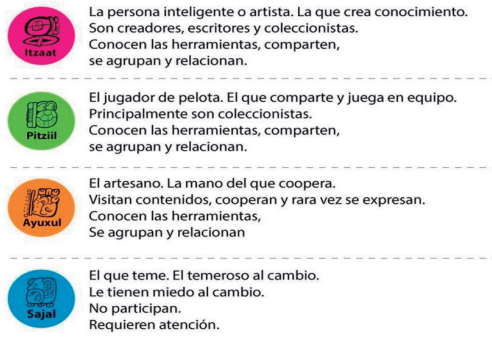 Itzaat
La persona inteligente o artista. La que crea conocimiento.
Son creadores, escritores y coleccionistas.
Conocen las herramientas, comparten,
se agrupan y relacionan.
Pitziil
El jugador de pelota. El que comparte y juega en equipo.
Principalmente son coleccionistas.
Conocen las herramientas, comparten,
se agrupan y relacionan.
Ayuxul
El artesano. La mano del que coopera.
Visitan contenidos, cooperan y rara vez se expresan.
Conocen las herramientas,
Se agrupan y relacionan
Sajal
El que teme. El temeroso al cambio.
Le tienen miedo al cambio.
No participan.
Requieren atención.